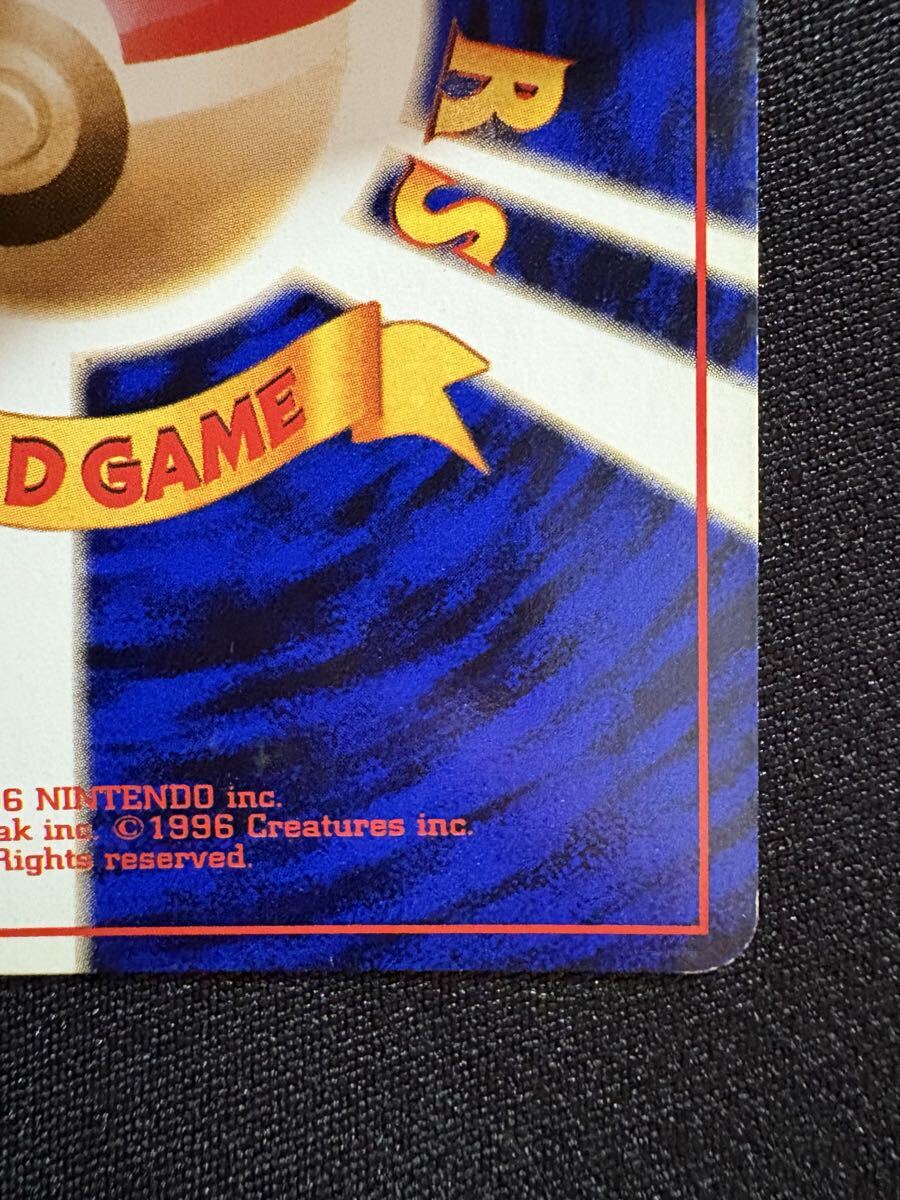 R
S
D GAME
6 NINTENDO inc.
ak inc. ©1996 Creatures inc.
Rights reserved.